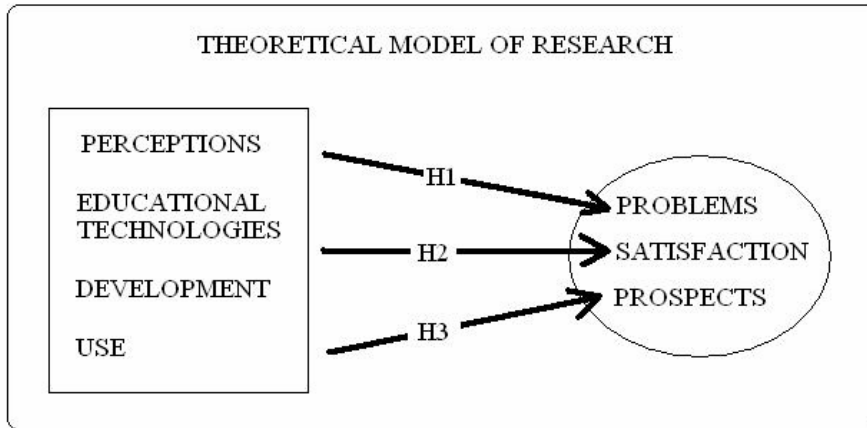 THEORETICAL MODEL OF RESEARCH
PERCEPTIONS
EDUCATIONAL
TECHNOLOGIES
DEVELOPMENT
USE
H1
H2
H3
PROBLEMS
SATISFACTION
PROSPECTS